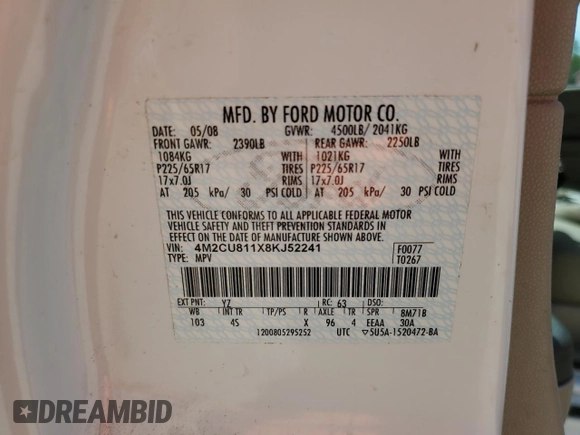 MFD. BY FORD MOTOR CO.
DATE: 05/08 GVWR: 4500LB/ 2041KG
FRONT GAWR: 2390LB REAR GAWR: 2250LB
1084KG WITH 1021KG WITH
P225/65R17 TIRES P225/65R17 TIRES
17x7.0J RIMS 17x7.0J RIMS
AT 205 kPa/ 30 PSI COLD AT 205 kPa/ 30 PSI COLD
THIS VEHICLE CONFORMS TO ALL APPLICABLE FEDERAL MOTOR
VEHICLE SAFETY AND THEFT PREVENTION STANDARDS IN
EFFECT ON THE DATE OF MANUFACTURE SHOWN ABOVE.
VIN: 4M2CU811X8KJ52241 F0077
TYPE: MPV T0267
EXT PNT: YZ RC: 63 DSO:
WB INT TR TP/PS R AXLE TR SPR BM71B
103 4S X 96 4 EEAA 30A
1200805295252 UTC ▽5U5A-1520472-BA
DREAMBID